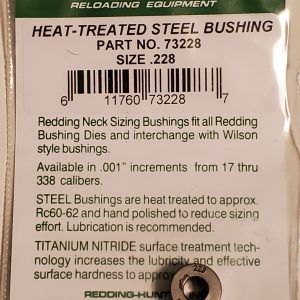 RELOADING EQUIPMENT
HEAT-TREATED STEEL BUSHING
PART NO. 73228
SIZE .228
6 11760 73228 7
Redding Neck Sizing Bushings fit all Redding
Bushing Dies and interchange with Wilson
style bushings.
Available in .001" increments from 17 thru
338 calibers.
STEEL Bushings are heat treated to approx.
Rc60-62 and hand polished to reduce sizing
effort. Lubrication is recommended.
TITANIUM NITRIDE surface treatment tech-
nology increases the lubricity and effective
surface hardness to approx
REDDING-HUNT
228